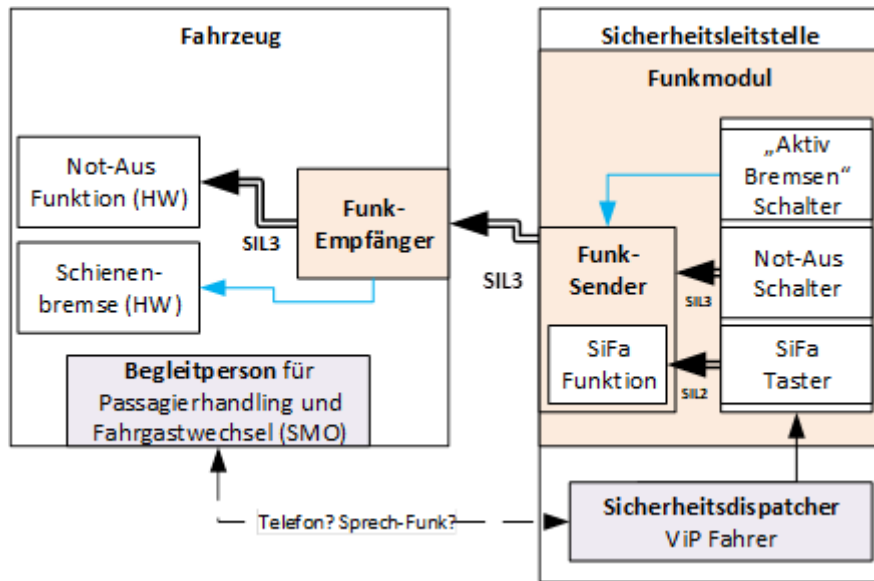 Fahrzeug
Not-Aus
Funktion (HW)
SIL3
Funk-
Empfänger
Schienen-
bremse (HW)
Begleitperson für
Passagierhandling und
Fahrgastwechsel (SMO)
SIL3
Sicherheitsleitstelle
Funkmodul
„Aktiv
Bremsen“
Schalter
Funk-
Sender
SIL3
Not-Aus
Schalter
SiFa
Funktion
SIL2
SiFa
Taster
Telefon? Sprech-Funk?
Sicherheitsdispatcher
ViP Fahrer